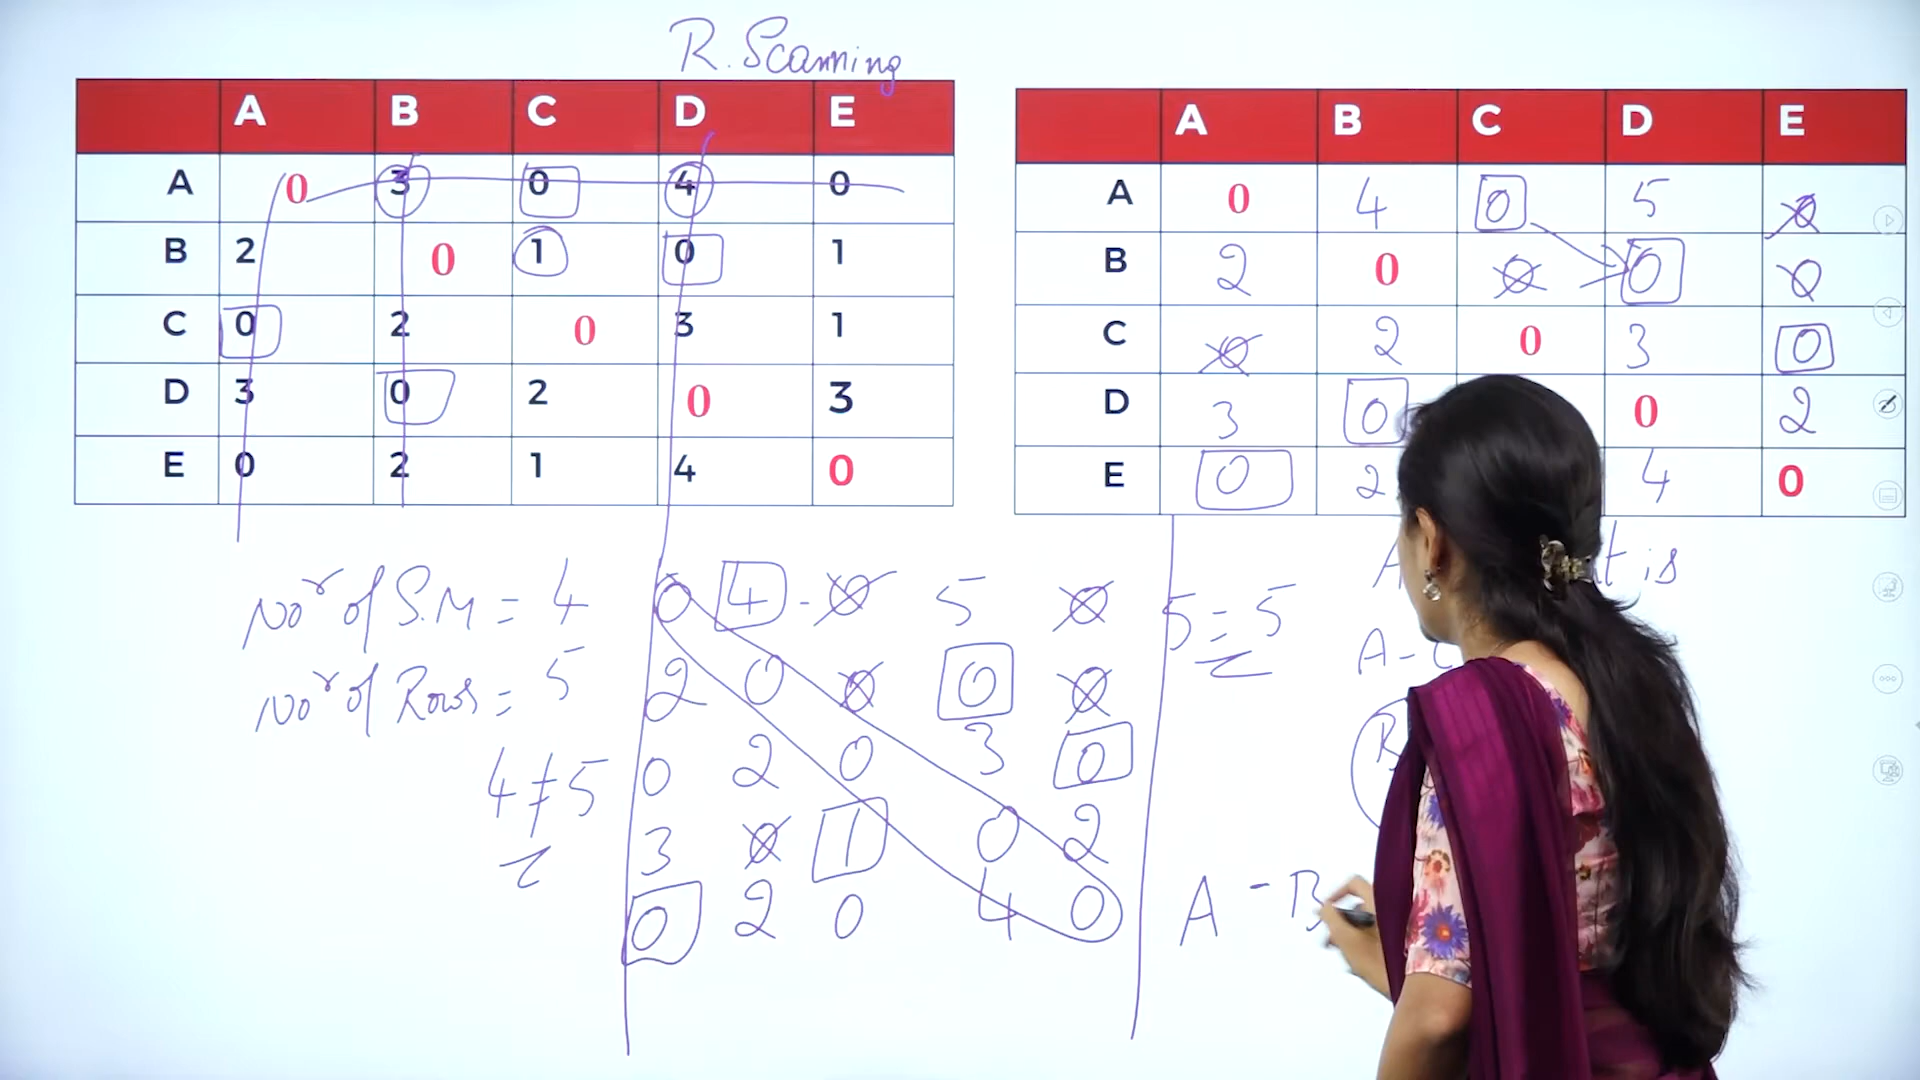 R. Scanning
A B C D E
A 0 3 0 4 0
B 2 0 1 0 1
C 0 2 0 3 1
D 3 0 2 0 3
E 0 2 1 4 0
A B C D E
A 0 4 0 5 0
B 2 0 0 0 0
C 0 2 0 3 0
D 3 0 0 2
E 0 2 4 0
Nor of S.M = 4
Nor of Rows = 5
4 ≠ 5
0 4 - 0 5 0
2 0 0 0 0
0 2 0 3 0
3 0 1 0 2
0 2 0 4 0
5 = 5
t is
A -
B
A - B